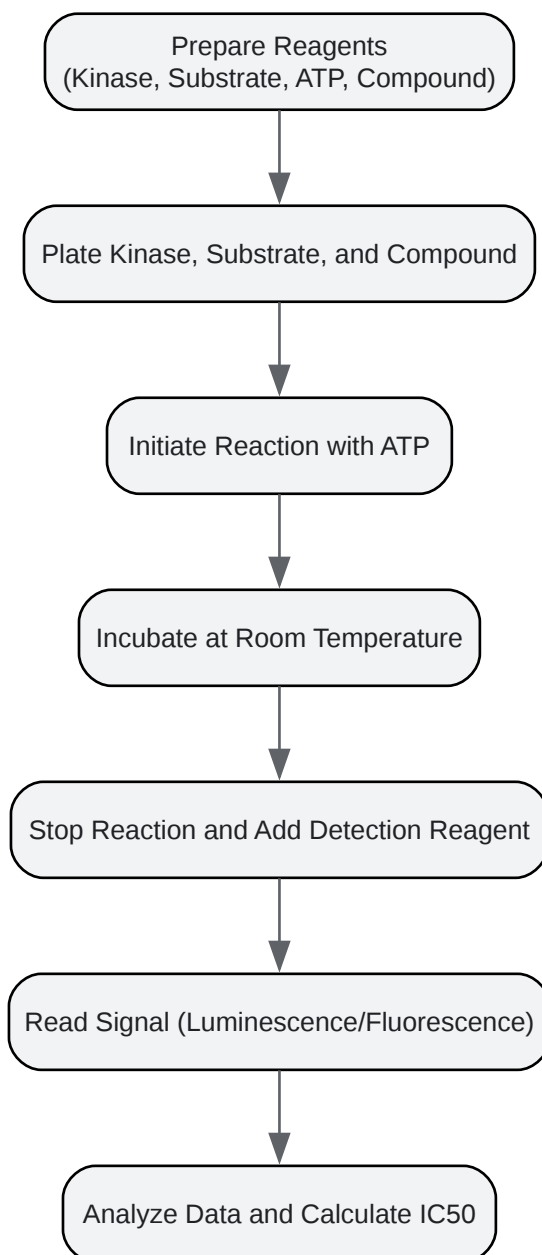 Prepare Reagents
(Kinase, Substrate, ATP, Compound)
Plate Kinase, Substrate, and Compound
Initiate Reaction with ATP
Incubate at Room Temperature
Stop Reaction and Add Detection Reagent
Read Signal (Luminescence/Fluorescence)
Analyze Data and Calculate IC50